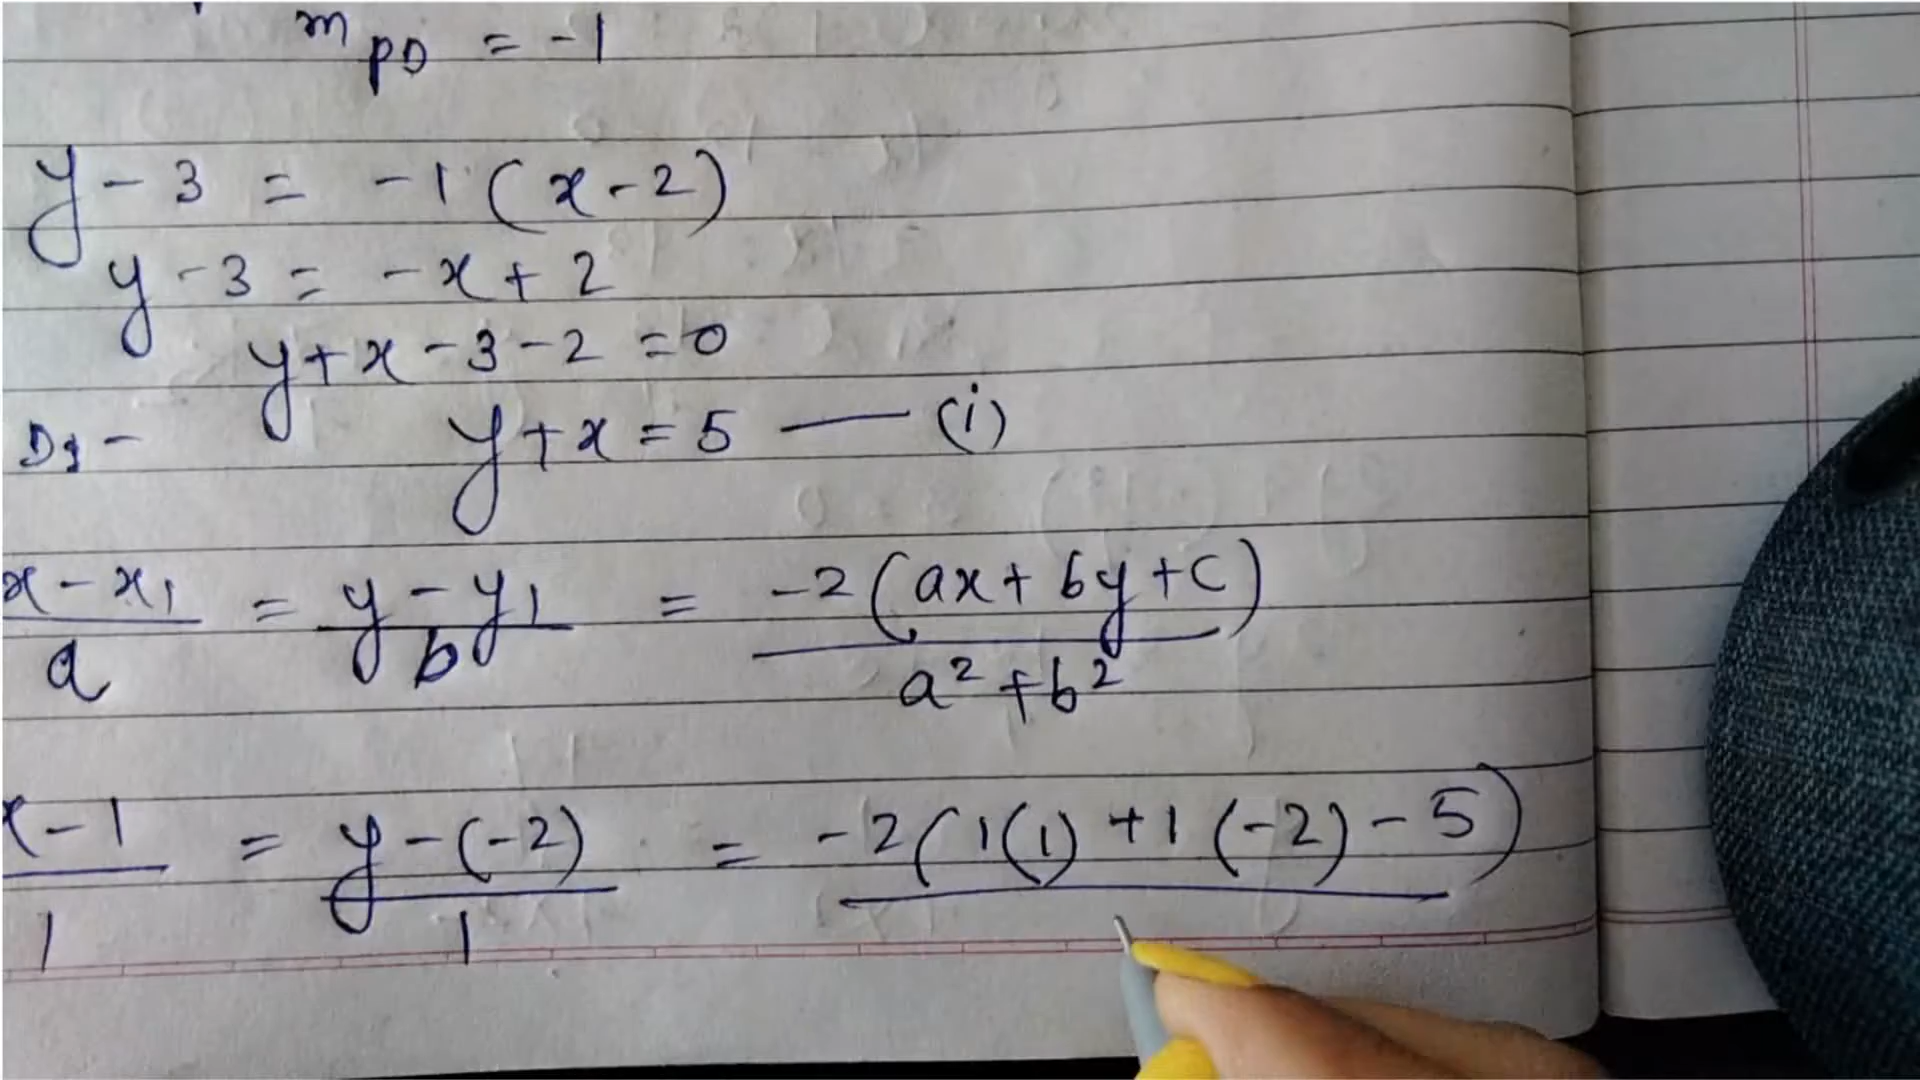 m_PD = -1
y - 3 = -1 (x - 2)
y - 3 = -x + 2
y + x - 3 - 2 = 0
y + x = 5 — (i)
(x - x₁)/a = (y - y₁)/b = -2(ax + by + c)/(a² + b²)
x - 1/1 = y - (-2)/1 = -2(1(1) + 1(-2) - 5)